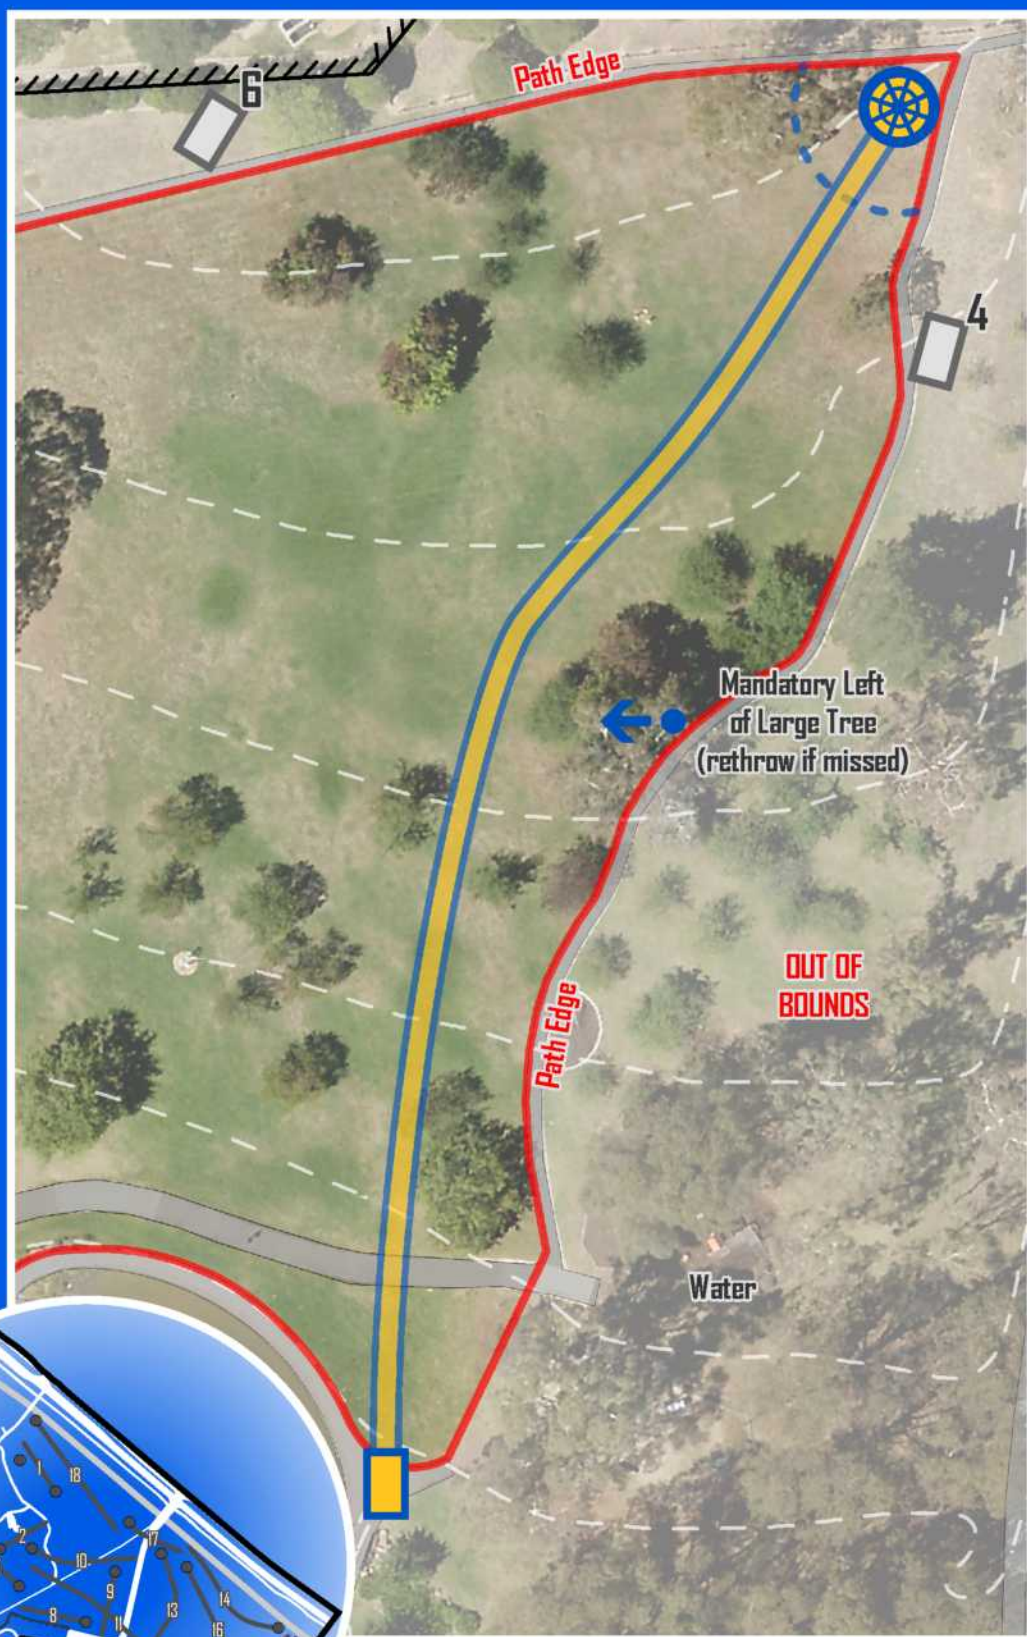 6
Path Edge
4
Mandatory Left
of Large Tree
(rethrow if missed)
OUT OF
BOUNDS
Path Edge
Water
1
18
2
10
17
9
14
8
11
13
16